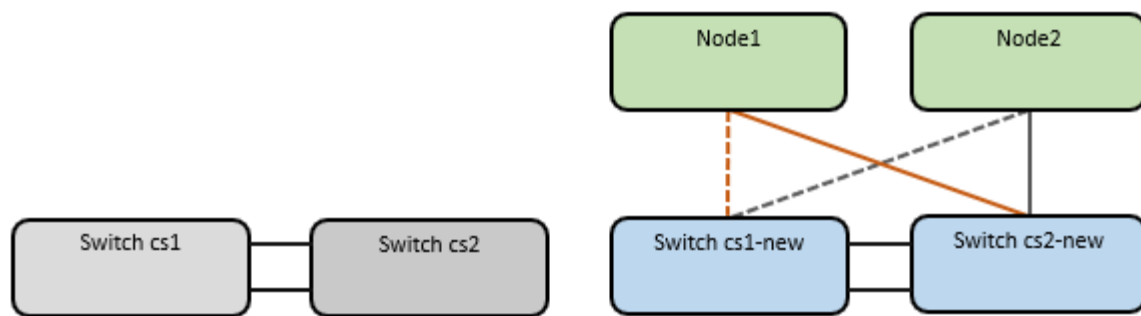 Node1
Node2
Switch cs1
Switch cs2
Switch cs1-new
Switch cs2-new